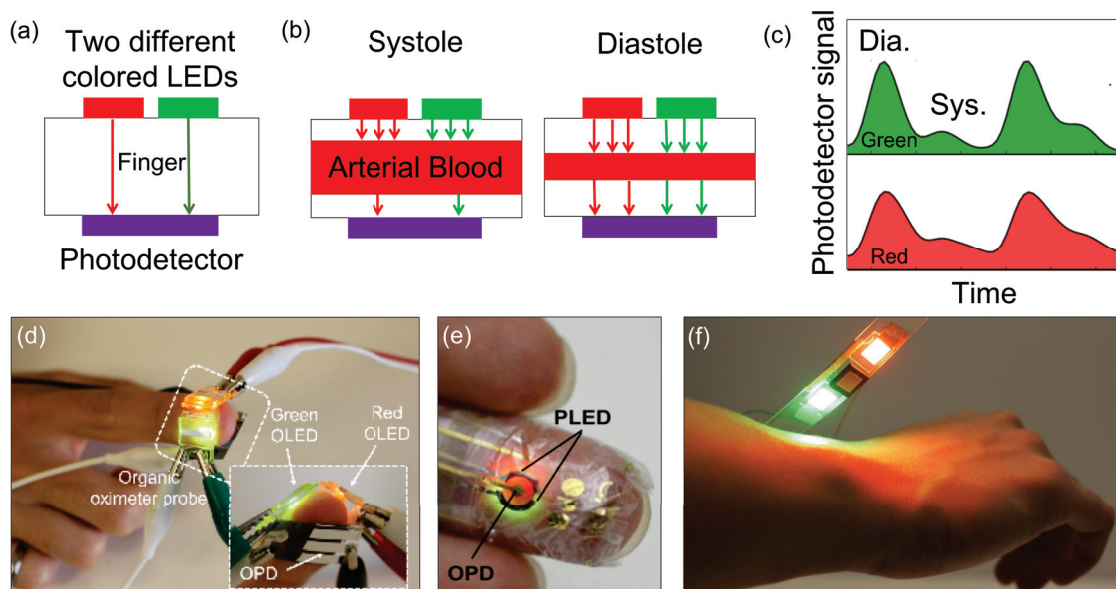 (a)
Two different
colored LEDs
Finger
Photodetector
(b)
Systole
Diastole
Arterial Blood
(c)
Photodetector signal
Dia.
Sys.
Green
Red
Time
(d)
Green
OLED
Red
OLED
Organic
oximeter probe
OPD
(e)
PLED
OPD
(f)